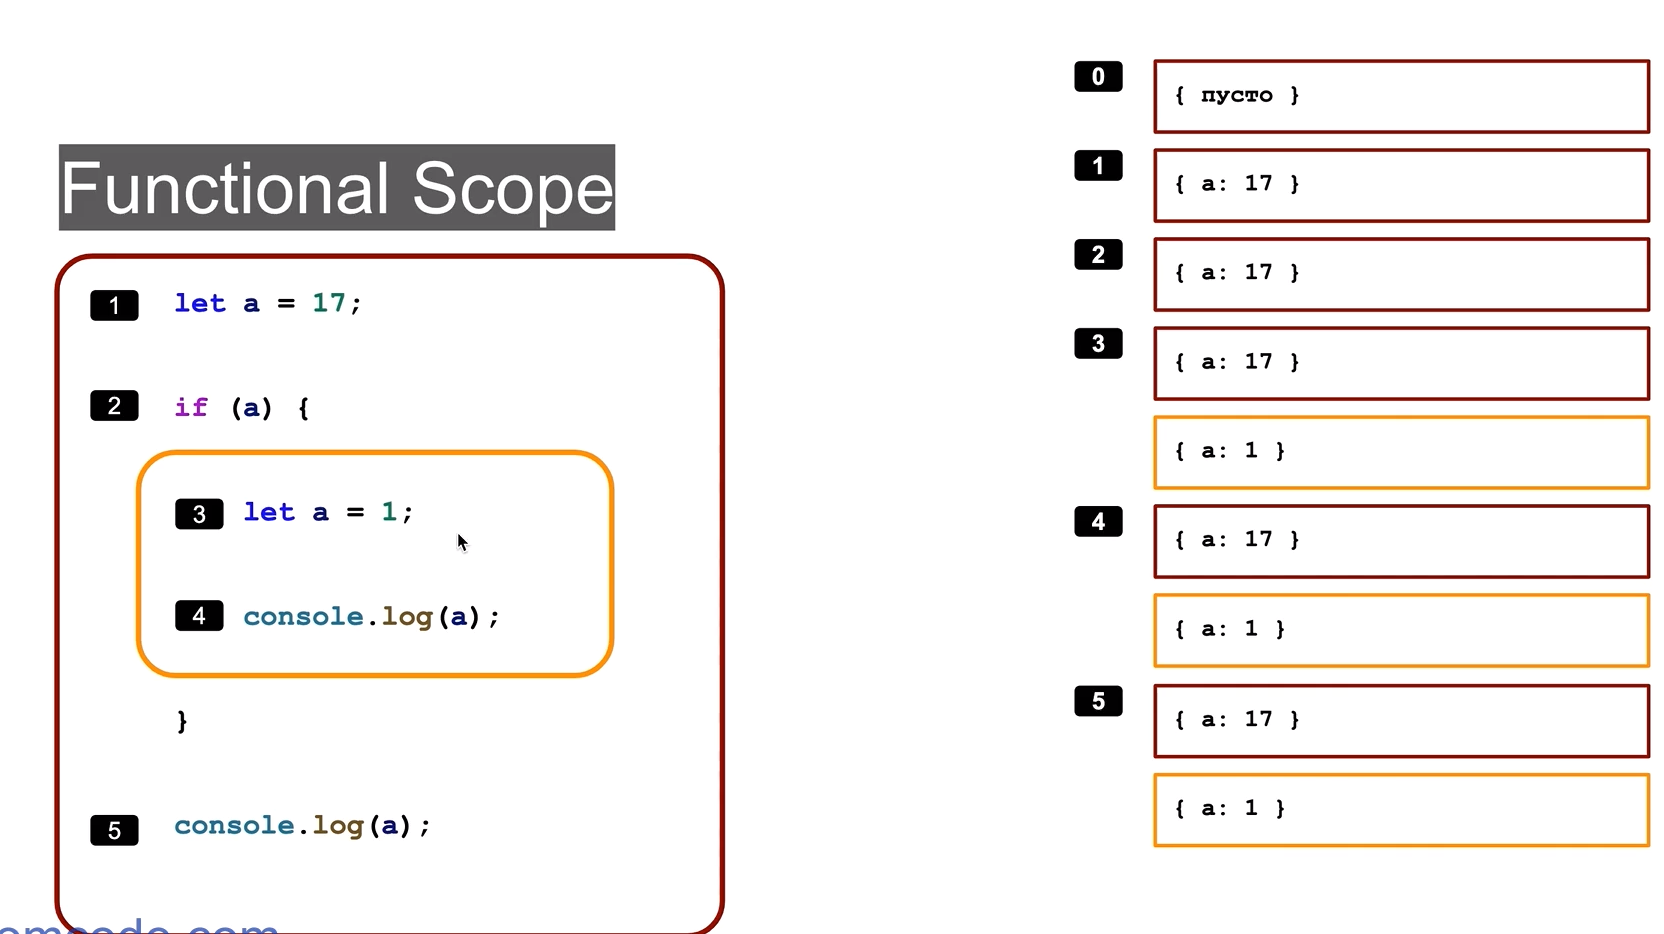 Functional Scope
1 let a = 17;
2 if (a) {
3 let a = 1;
4 console.log(a);
}
5 console.log(a);
0 { пусто }
1 { a: 17 }
2 { a: 17 }
3 { a: 17 }
{ a: 1 }
4 { a: 17 }
{ a: 1 }
5 { a: 17 }
{ a: 1 }